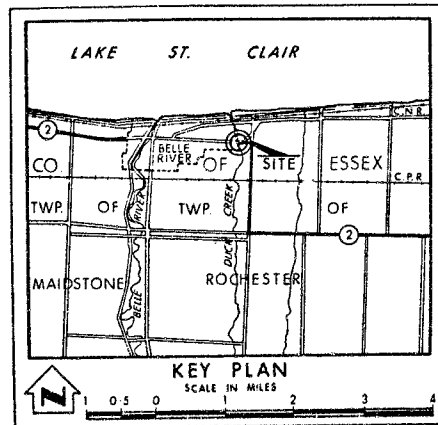 LAKE ST. CLAIR
C.N.R.
2
BELLE
RIVER
CO OF SITE ESSEX
C.P.R
TWP. OF TWP. OF
RIVER
CREEK
2
MAIDSTONE ROCHESTER
BELLE
DUCK
KEY PLAN
SCALE IN MILES
N
1 0·5 0 1 2 3 4